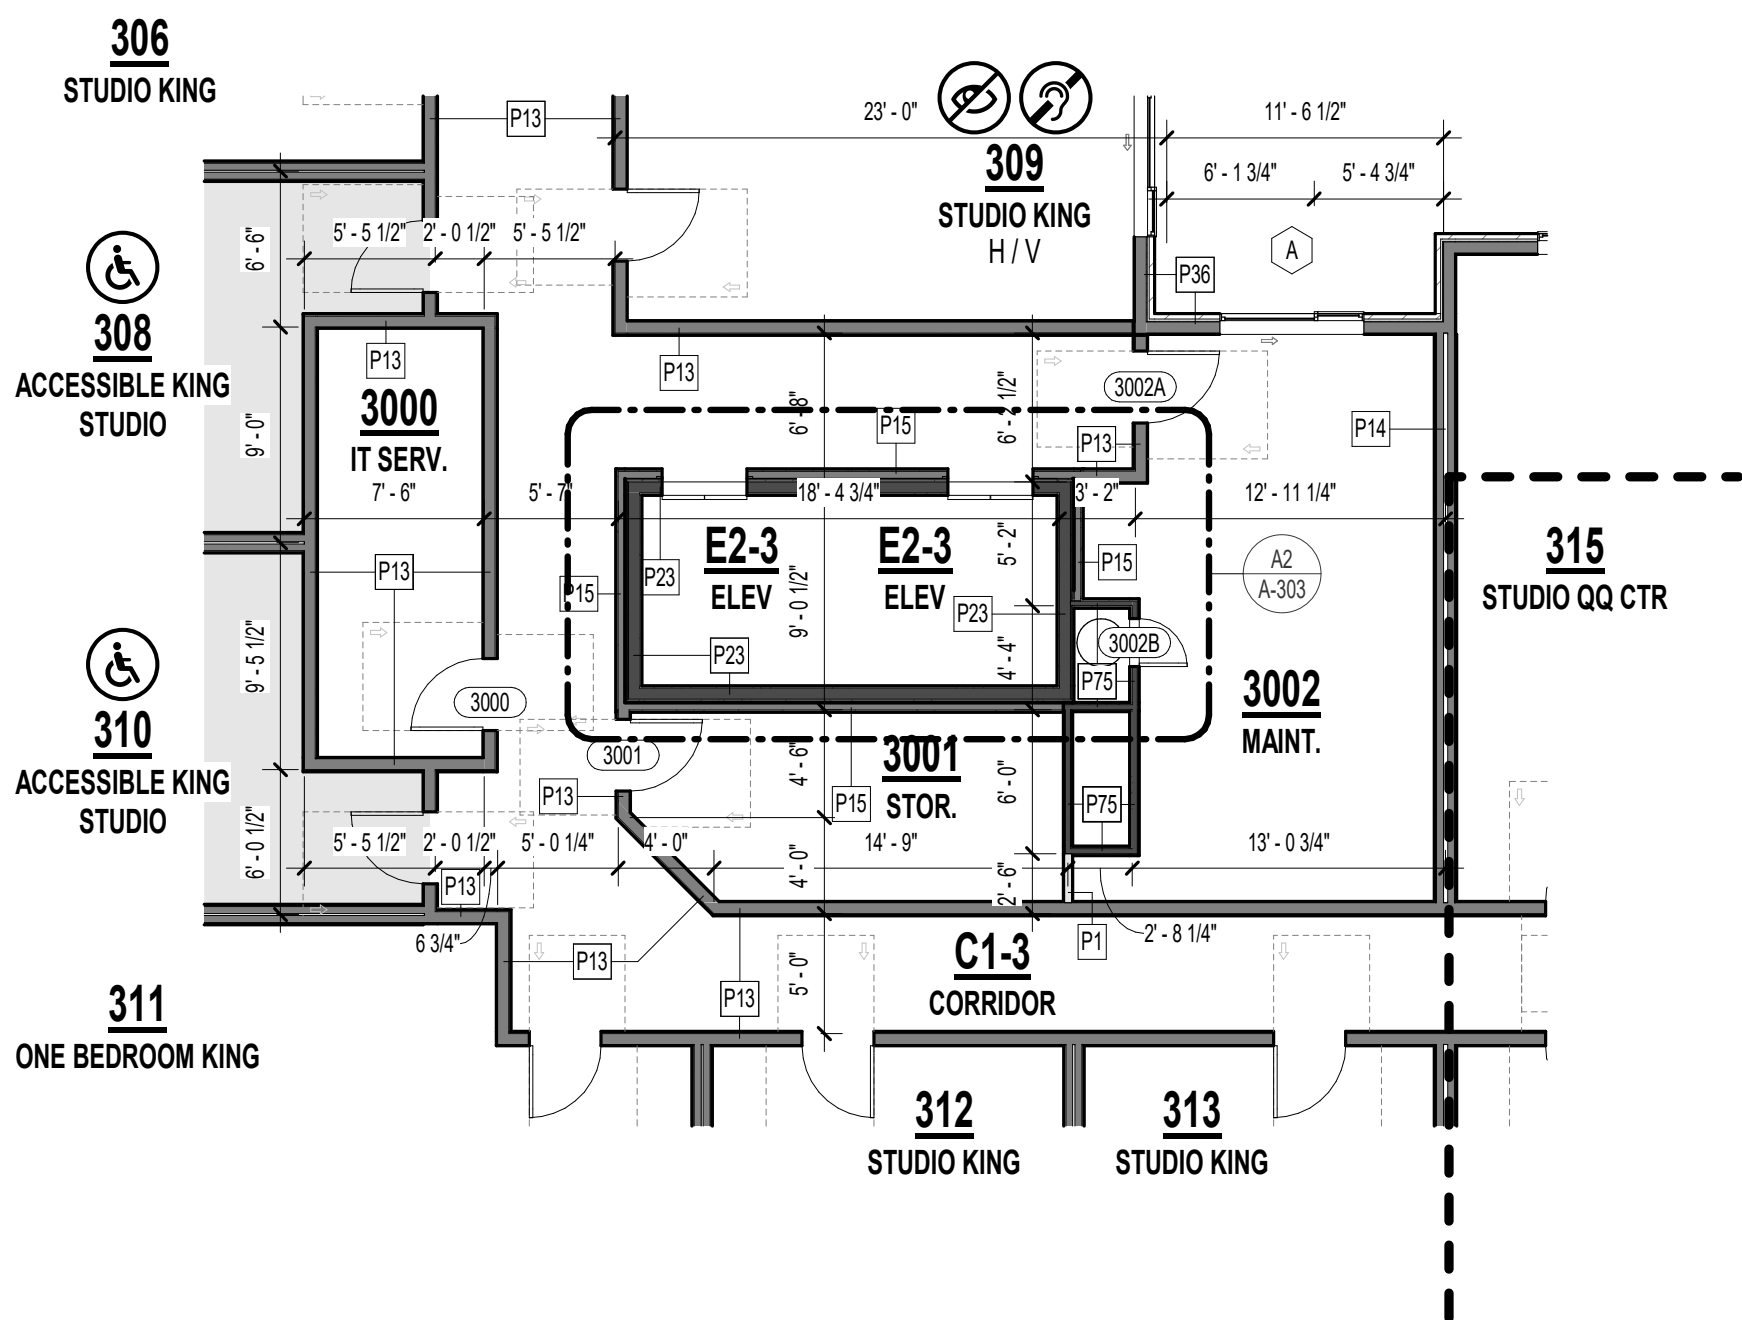 306
STUDIO KING
P13
23' - 0"
309
STUDIO KING
H / V
11' - 6 1/2"
6' - 1 3/4"
5' - 4 3/4"
A
P36
6' - 6"
5' - 5 1/2"
2' - 0 1/2"
5' - 5 1/2"
308
ACCESSIBLE KING
STUDIO
P13
3000
IT SERV.
7' - 6"
9' - 0"
P13
6' - 8"
P15
6' - 2 1/2"
3002A
P13
P14
5' - 7"
18' - 4 3/4"
3' - 2"
12' - 11 1/4"
P13
P15
P23
E2-3
ELEV
9' - 0 1/2"
E2-3
ELEV
5' - 2"
P23
P15
A2
A-303
315
STUDIO QQ CTR
9' - 5 1/2"
P23
4' - 4"
3002B
P75
3002
MAINT.
310
ACCESSIBLE KING
STUDIO
3000
3001
P13
4' - 6"
3001
STOR.
P15
6' - 0"
P75
6' - 0 1/2"
5' - 5 1/2"
2' - 0 1/2"
5' - 0 1/4"
4' - 0"
14' - 9"
13' - 0 3/4"
P13
4' - 0"
2' - 6"
6 3/4"
P13
P13
5' - 0"
C1-3
CORRIDOR
P1
2' - 8 1/4"
311
ONE BEDROOM KING
312
STUDIO KING
313
STUDIO KING